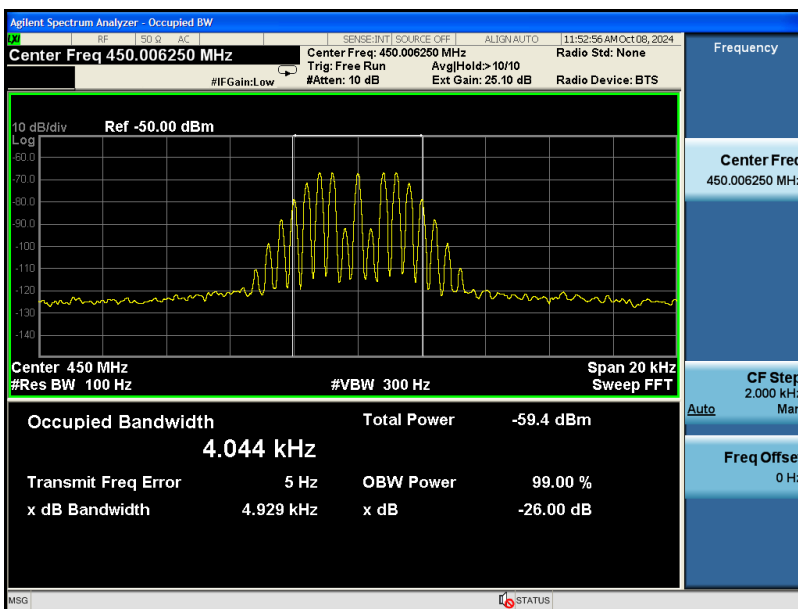 Agilent Spectrum Analyzer - Occupied BW
LXI RF 50 Ω AC SENSE:INT SOURCE OFF ALIGN AUTO 11:52:56 AM Oct 08, 2024
Center Freq 450.006250 MHz
Center Freq: 450.006250 MHz
Radio Std: None
Trig: Free Run Avg|Hold:> 10/10
#IFGain:Low #Atten: 10 dB Ext Gain: 25.10 dB Radio Device: BTS
10 dB/div Ref -50.00 dBm
Log
-60.0
-70.0
-80.0
-90.0
-100
-110
-120
-130
-140
Center 450 MHz Span 20 kHz
#Res BW 100 Hz #VBW 300 Hz Sweep FFT
Occupied Bandwidth Total Power -59.4 dBm
4.044 kHz
Transmit Freq Error 5 Hz OBW Power 99.00 %
x dB Bandwidth 4.929 kHz x dB -26.00 dB
MSG STATUS
Frequency
Center Freq
450.006250 MHz
CF Step
2.000 kHz
Auto Man
Freq Offset
0 Hz